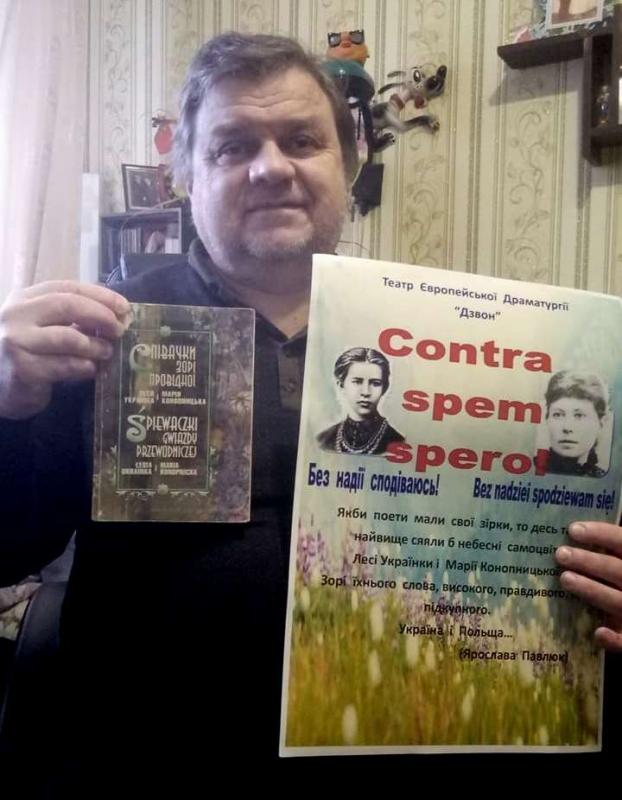 Співачки
зорі
провідної
Леся Українка
Марія Конопницька
Śpiewaczki
gwiazdy
przewodniczej
Łesia Ukrainka
Maria Konopnicka
Театр Європейської Драматургії
"Дзвон"
Contra
spem
spero!
Без надії сподіваюсь!
Bez nadziei spodziewam się!
Якби поети мали свої зірки, то десь
найвище сяяли б небесні самоцвіт
Лесі Українки і Марії Конопницько
Зорі їхнього слова, високого, правдивого,
підкупного.
Україна і Польща...
(Ярослава Павлюк)